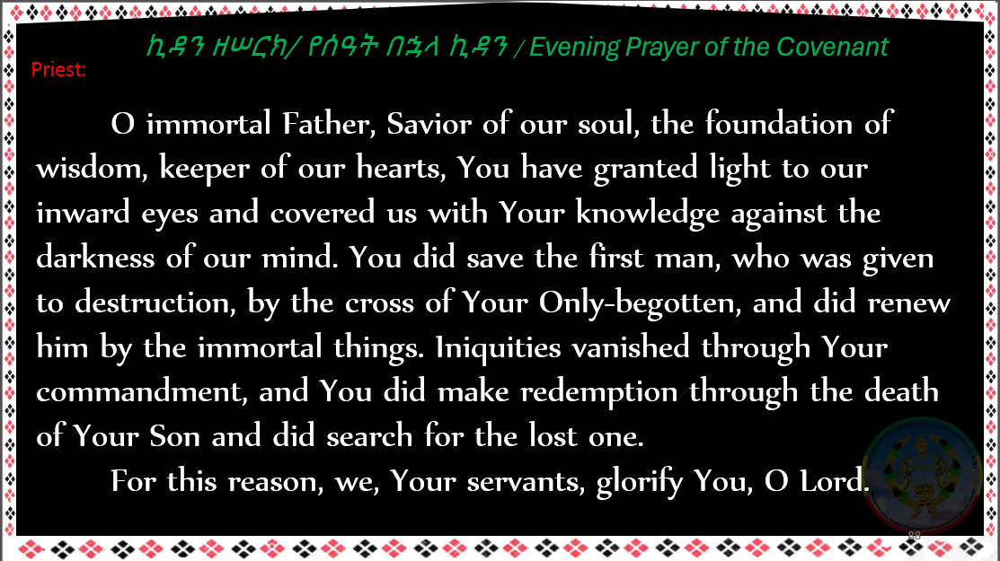 ኪዳን ዘሠርክ/ የሰዓት በኋላ ኪዳን / Evening Prayer of the Covenant
Priest:
O immortal Father, Savior of our soul, the foundation of
wisdom, keeper of our hearts, You have granted light to our
inward eyes and covered us with Your knowledge against the
darkness of our mind. You did save the first man, who was given
to destruction, by the cross of Your Only-begotten, and did renew
him by the immortal things. Iniquities vanished through Your
commandment, and You did make redemption through the death
of Your Son and did search for the lost one.
For this reason, we, Your servants, glorify You, O Lord.
88